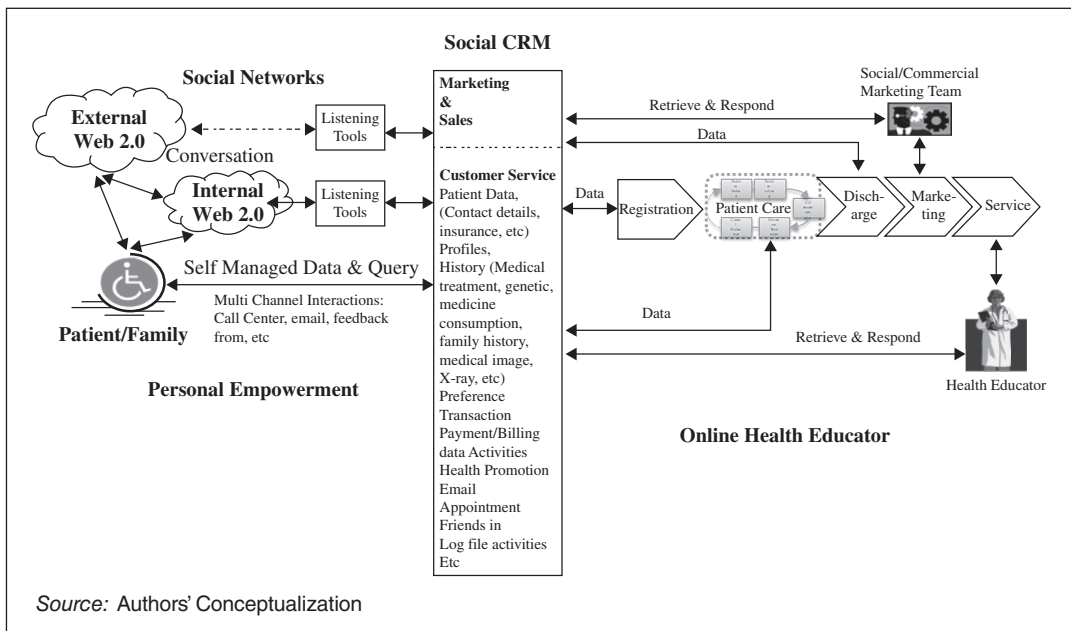 Social CRM
Social Networks
External
Web 2.0
Conversation
Internal
Web 2.0
Listening
Tools
Listening
Tools
Self Managed Data & Query
Multi Channel Interactions:
Call Center, email, feedback
from, etc
Patient/Family
Personal Empowerment
Marketing
&
Sales
Customer Service
Patient Data,
(Contact details,
insurance, etc)
Profiles,
History (Medical
treatment, genetic,
medicine
consumption,
family history,
medical image,
X-ray, etc)
Preference
Transaction
Payment/Billing
data Activities
Health Promotion
Email
Appointment
Friends in
Log file activities
Etc
Social/Commercial
Marketing Team
Retrieve & Respond
Data
Data
Registration
Patient Care
Disch-
arge
Marke-
ting
Service
Data
Retrieve & Respond
Health Educator
Online Health Educator
Source: Authors' Conceptualization